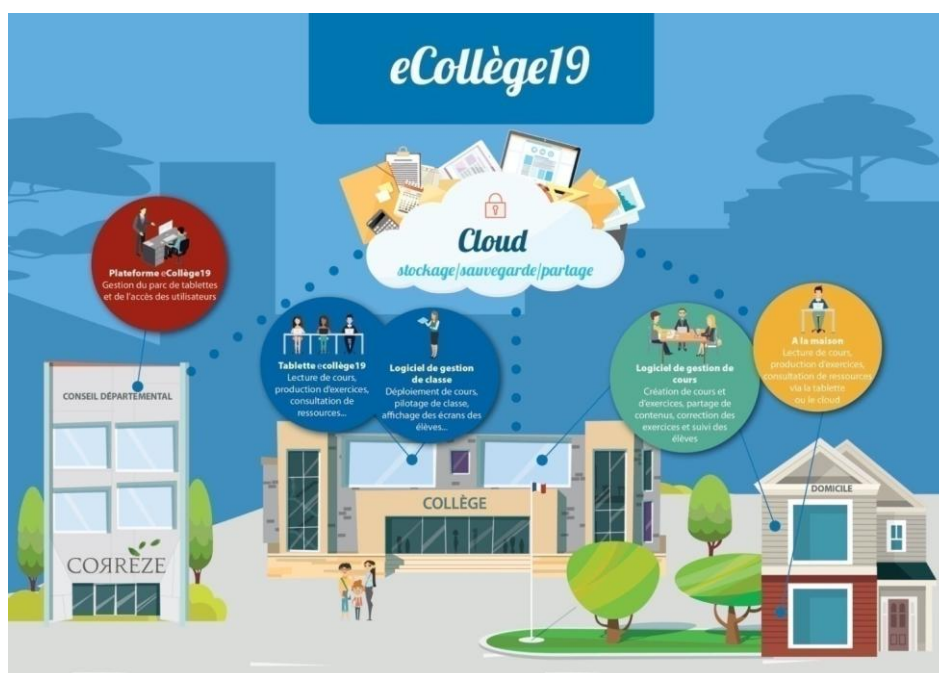 eCollège19
Cloud
stockage/sauvegarde/partage
Plateforme eCollège19
Gestion du parc de tablettes
et de l'accès des utilisateurs
Tablette ecollège19
Lecture de cours,
production d'exercices,
consultation de
ressources...
Logiciel de gestion
de classe
Déploiement de cours,
pilotage de classe,
affichage des écrans des
élèves...
Logiciel de gestion de
cours
Création de cours et
d'exercices, partage de
contenus, correction des
exercices et suivi des
élèves
A la maison
Lecture de cours,
production d'exercices,
consultation de ressources
via la tablette
ou le cloud
CONSEIL DÉPARTEMENTAL
CORRÈZE
COLLÈGE
DOMICILE